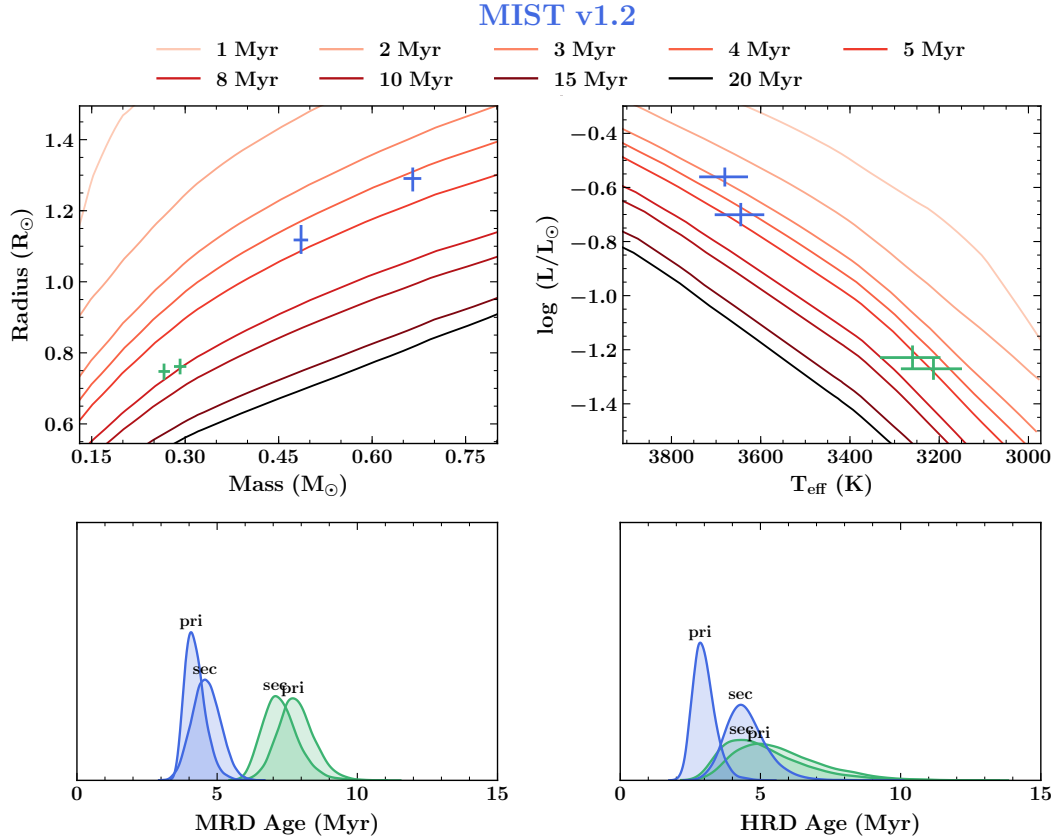 MIST v1.2
1 Myr 2 Myr 3 Myr 4 Myr 5 Myr
8 Myr 10 Myr 15 Myr 20 Myr
Radius (R⊙)
1.4
1.2
1.0
0.8
0.6
0.15 0.30 0.45 0.60 0.75
Mass (M⊙)
log (L/L⊙)
−0.4
−0.6
−0.8
−1.0
−1.2
−1.4
3800 3600 3400 3200 3000
Teff (K)
pri
sec
sec
pri
0 5 10 15
MRD Age (Myr)
pri
sec
sec
pri
0 5 10 15
HRD Age (Myr)